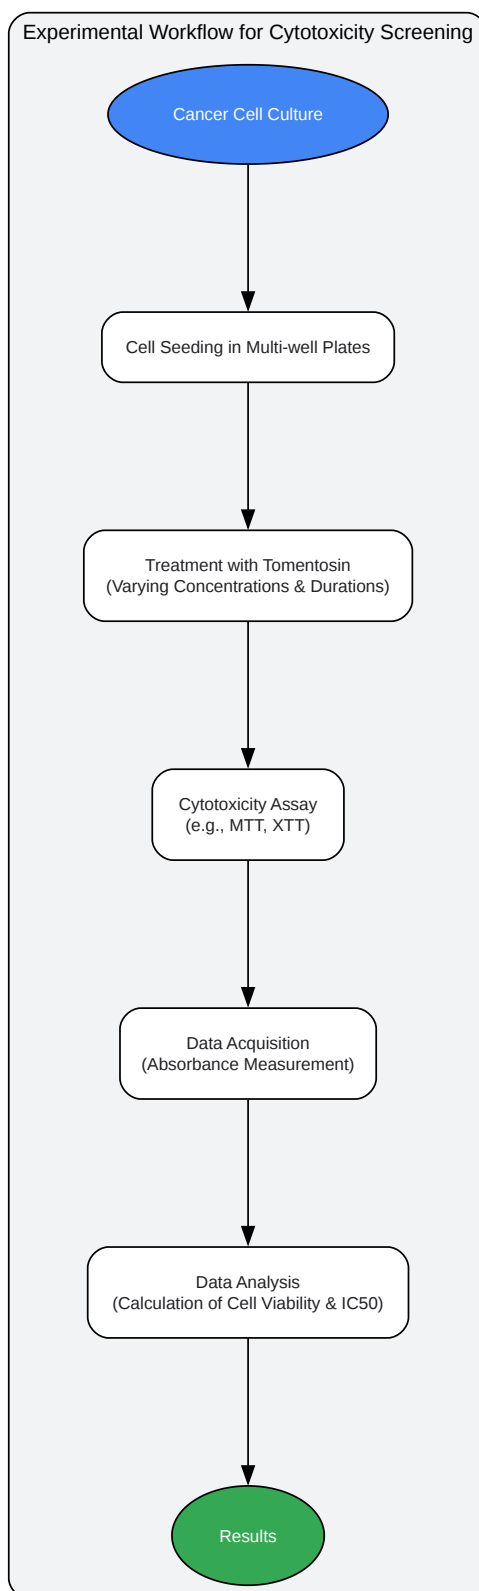 Experimental Workflow for Cytotoxicity Screening
Cancer Cell Culture
Cell Seeding in Multi-well Plates
Treatment with Tomentosin
(Varying Concentrations & Durations)
Cytotoxicity Assay
(e.g., MTT, XTT)
Data Acquisition
(Absorbance Measurement)
Data Analysis
(Calculation of Cell Viability & IC50)
Results